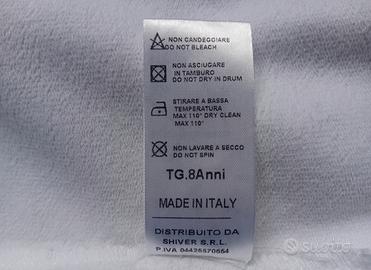 NON CANDEGGIARE
DO NOT BLEACH
NON ASCIUGARE
IN TAMBURO
DO NOT DRY IN DRUM
STIRARE A BASSA
TEMPERATURA
MAX 110° DRY CLEAN
MAX 110°
NON LAVARE A SECCO
DO NOT SPIN
TG.8Anni
MADE IN ITALY
DISTRIBUITO DA
SHIVER S.R.L.
P.IVA 04426570654
subito